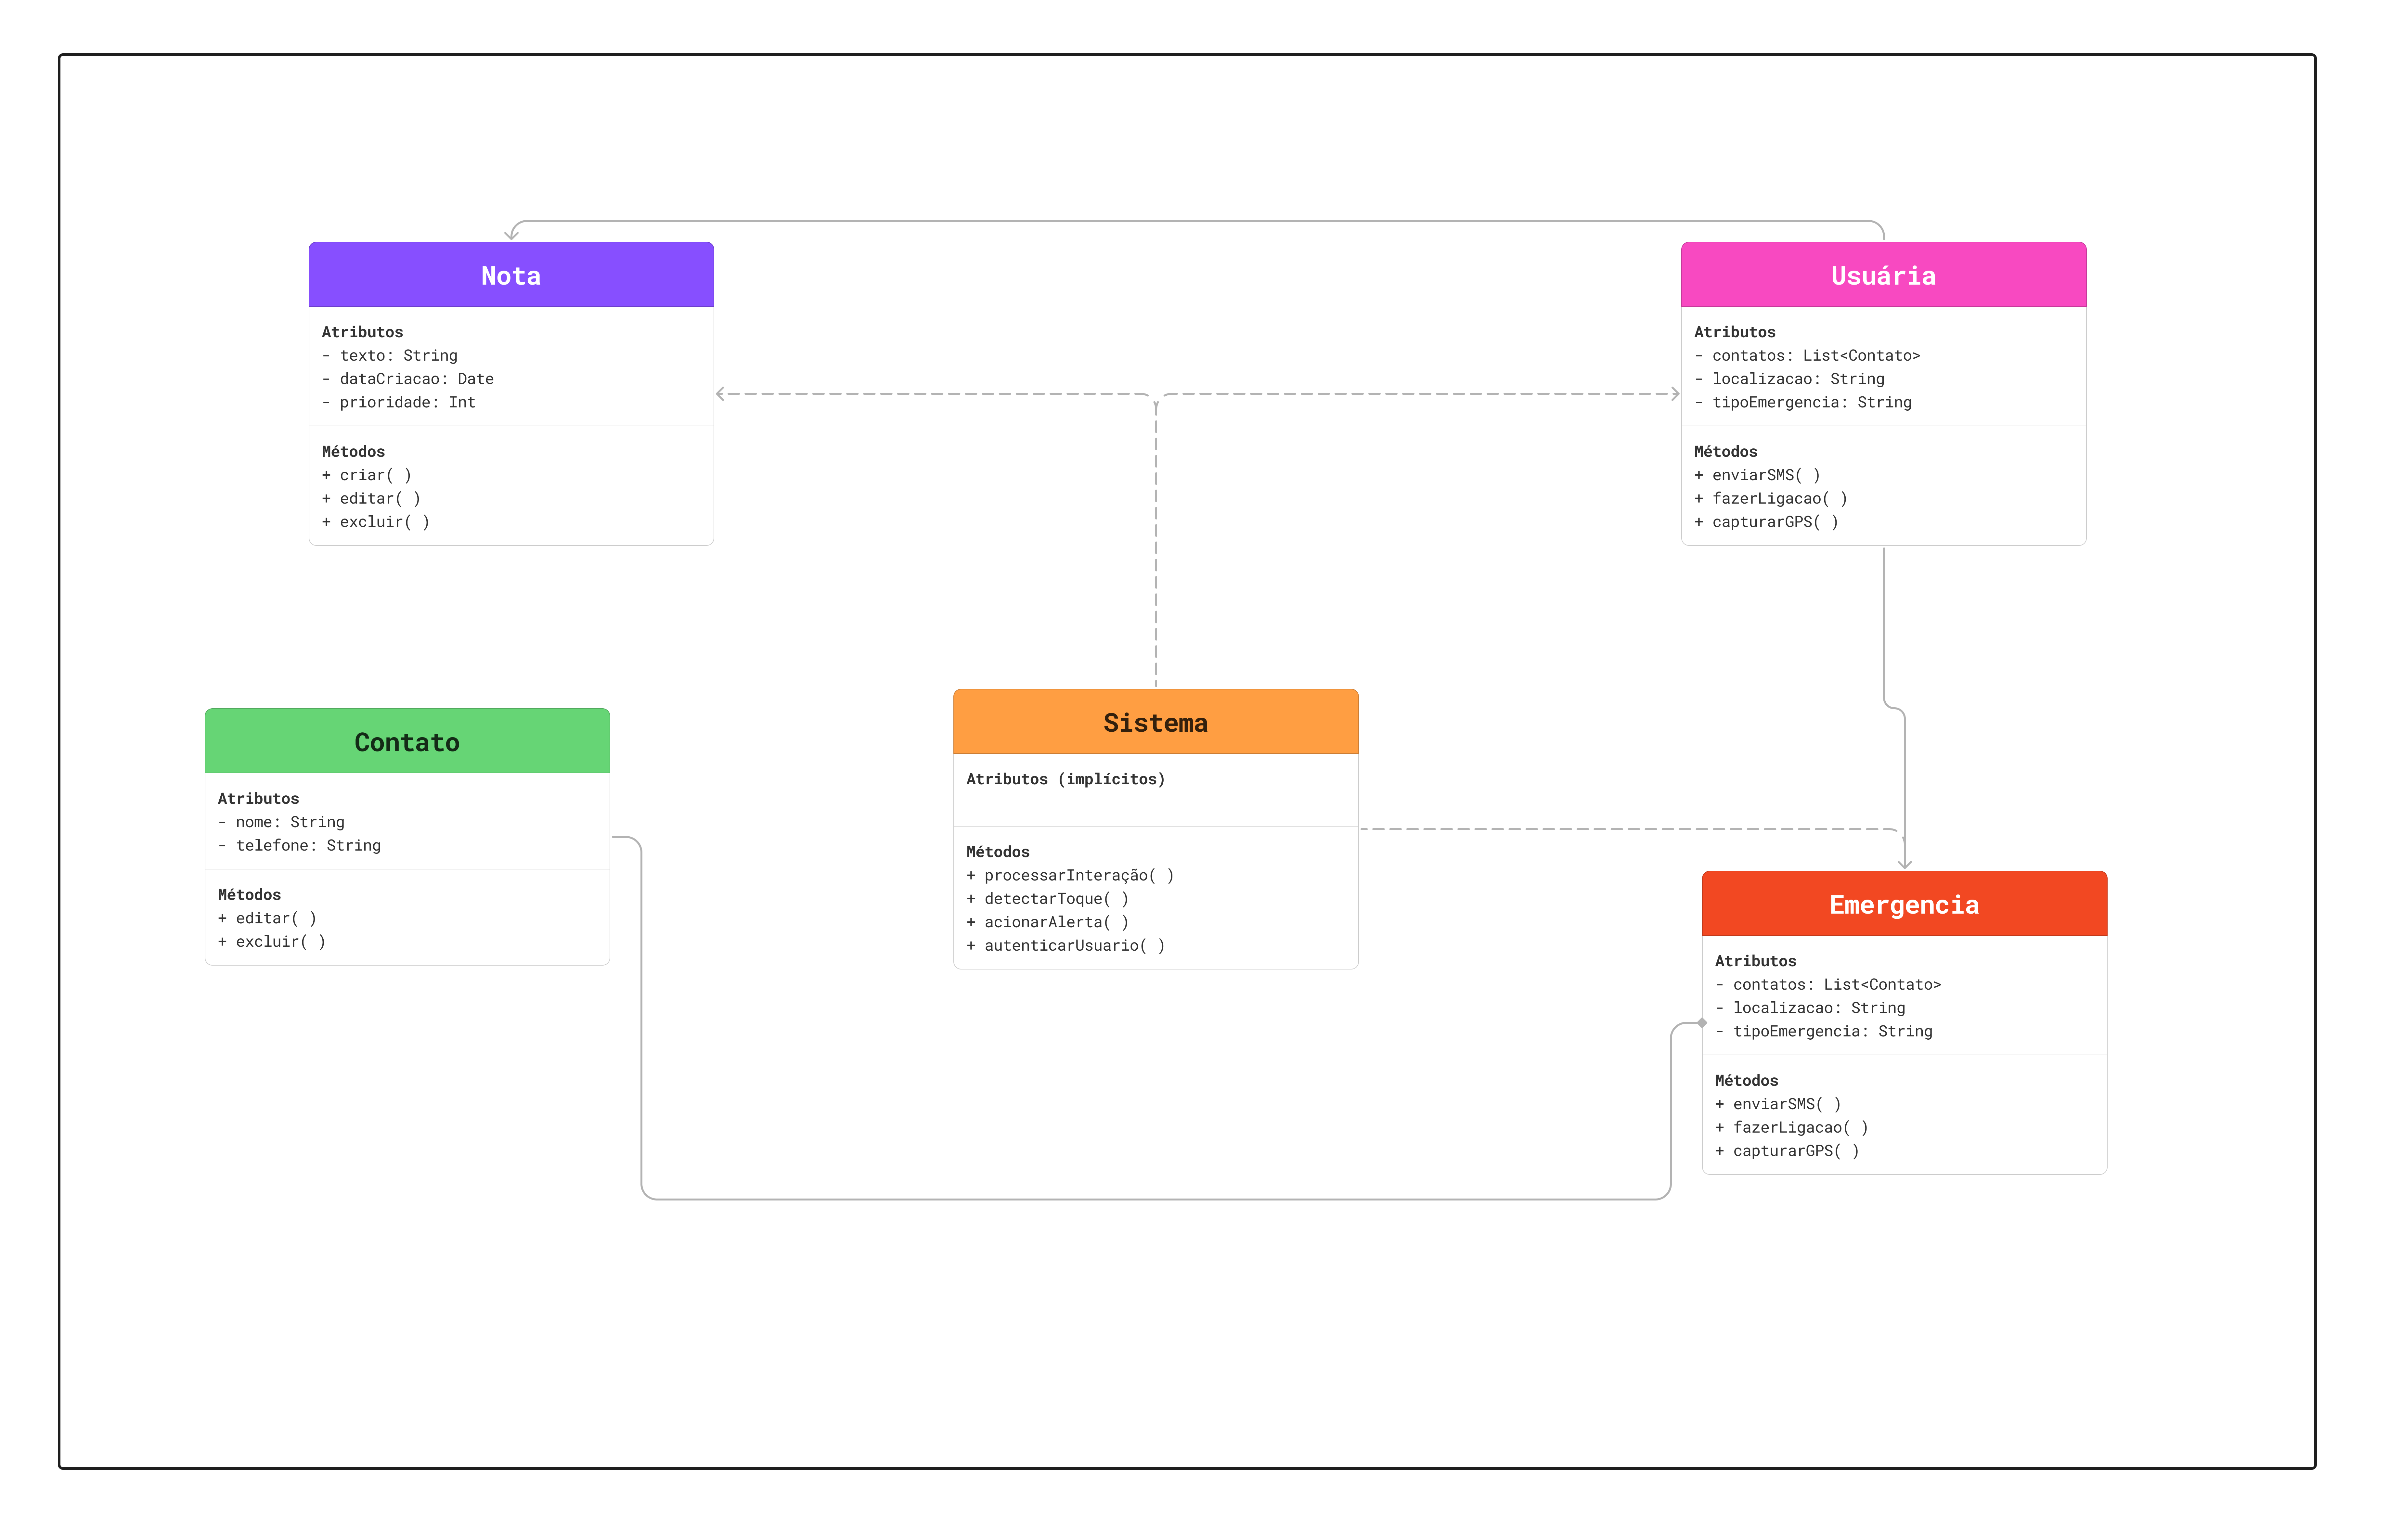 Nota
Atributos
- texto: String
- dataCriacao: Date
- prioridade: Int
Métodos
+ criar( )
+ editar( )
+ excluir( )
Usuária
Atributos
- contatos: List<Contato>
- localizacao: String
- tipoEmergencia: String
Métodos
+ enviarSMS( )
+ fazerLigacao( )
+ capturarGPS( )
Contato
Atributos
- nome: String
- telefone: String
Métodos
+ editar( )
+ excluir( )
Sistema
Atributos (implícitos)
Métodos
+ processarInteração( )
+ detectarToque( )
+ acionarAlerta( )
+ autenticarUsuario( )
Emergencia
Atributos
- contatos: List<Contato>
- localizacao: String
- tipoEmergencia: String
Métodos
+ enviarSMS( )
+ fazerLigacao( )
+ capturarGPS( )